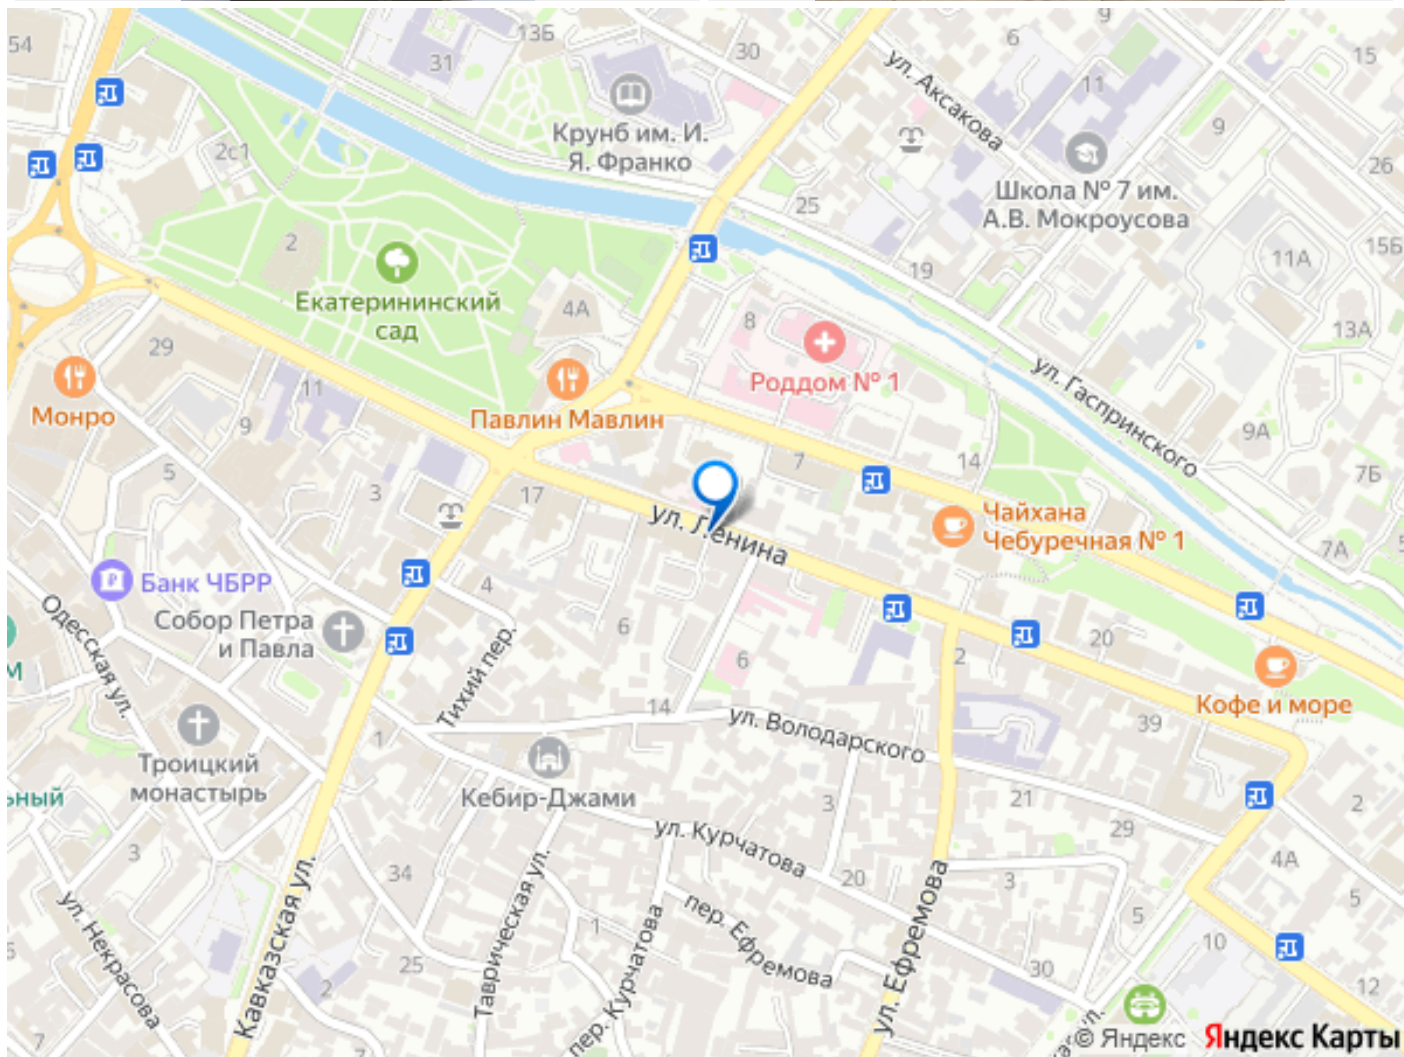 54
31
13Б
30
9
6
15
ул. Аксакова
11
Крунб им. И.
Я. Франко
9
26
2с1
Школа № 7 им.
А.В. Мокроусова
25
15Б
2
19
11А
Екатерининский
сад
4А
8
13А
29
Роддом № 1
ул. Гаспринского
11
Монро
Павлин Мавлин
9
9А
5
3
7
14
7Б
17
ул. Ленина
Чайхана
Чебуречная № 1
7А
5
Банк ЧБРР
4
Одесская ул.
Собор Петра
и Павла
6
20
М
Тихий пер.
6
2
Кофе и море
14
ул. Володарского
39
1
Троицкий
монастырь
ьный
Кебир-Джами
3
21
2
29
ул. Курчатова
3
4А
34
20
3
5
Кавказская ул.
Таврическая ул.
ул. Ефремова
ул. Некрасова
1
пер. Ефремова
5
10
пер. Курчатова
25
30
2
12
7
© Яндекс Яндекс Карты